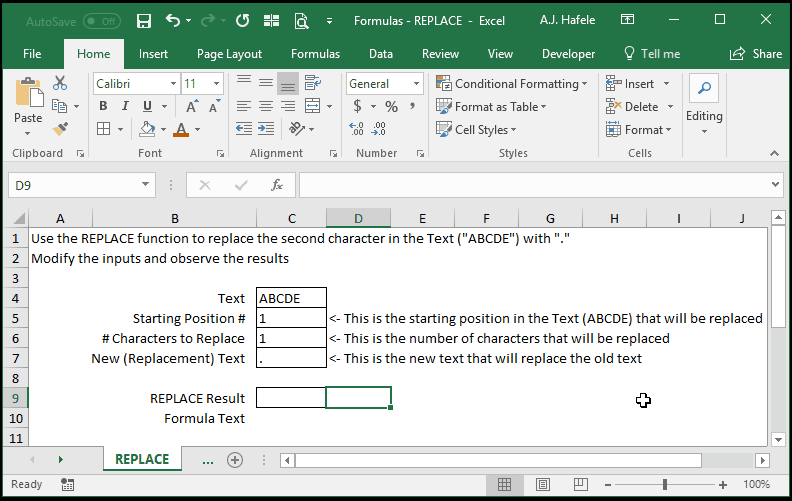 AutoSave Off Formulas - REPLACE - Excel A.J. Hafele
File Home Insert Page Layout Formulas Data Review View Developer Tell me Share
Calibri 11 General Conditional Formatting Insert
Paste B I U A A $ % , Format as Table Delete Editing
A .00 .0 Cell Styles Format
Clipboard Font Alignment Number Styles Cells
D9 fx
A B C D E F G H I J
1 Use the REPLACE function to replace the second character in the Text ("ABCDE") with "."
2 Modify the inputs and observe the results
3
4 Text ABCDE
5 Starting Position # 1 <- This is the starting position in the Text (ABCDE) that will be replaced
6 # Characters to Replace 1 <- This is the number of characters that will be replaced
7 New (Replacement) Text . <- This is the new text that will replace the old text
8
9 REPLACE Result
10 Formula Text
11
REPLACE ...
Ready 100%